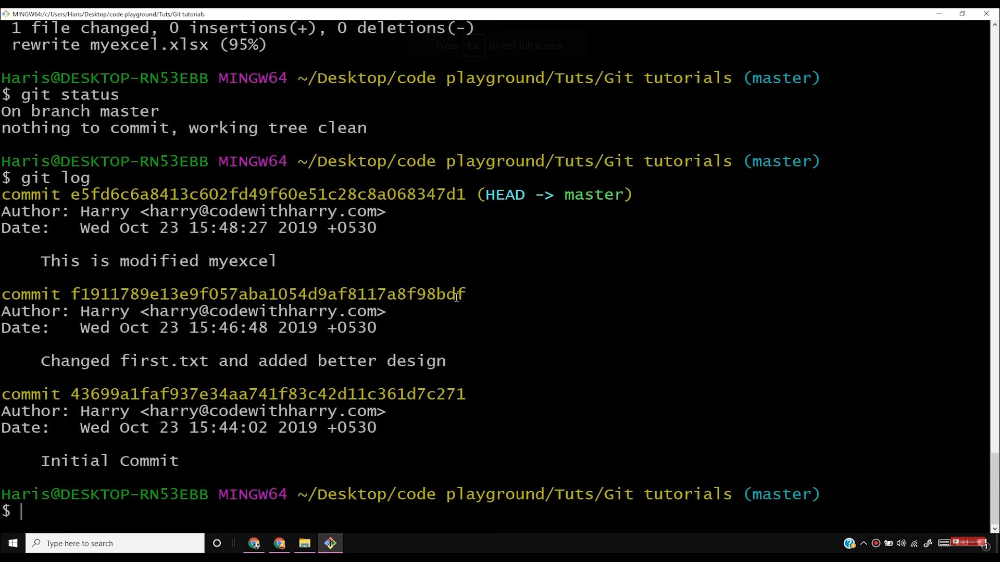 MINGW64:/c/Users/Haris/Desktop/code playground/Tuts/Git tutorials
1 file changed, 0 insertions(+), 0 deletions(-)
rewrite myexcel.xlsx (95%)
Press Esc to exit full screen
Haris@DESKTOP-RN53EBB MINGW64 ~/Desktop/code playground/Tuts/Git tutorials (master)
$ git status
On branch master
nothing to commit, working tree clean
Haris@DESKTOP-RN53EBB MINGW64 ~/Desktop/code playground/Tuts/Git tutorials (master)
$ git log
commit e5fd6c6a8413c602fd49f60e51c28c8a068347d1 (HEAD -> master)
Author: Harry <harry@codewithharry.com>
Date:   Wed Oct 23 15:48:27 2019 +0530
This is modified myexcel
commit f1911789e13e9f057aba1054d9af8117a8f98bdf
Author: Harry <harry@codewithharry.com>
Date:   Wed Oct 23 15:46:48 2019 +0530
Changed first.txt and added better design
commit 43699a1faf937e34aa741f83c42d11c361d7c271
Author: Harry <harry@codewithharry.com>
Date:   Wed Oct 23 15:44:02 2019 +0530
Initial Commit
Haris@DESKTOP-RN53EBB MINGW64 ~/Desktop/code playground/Tuts/Git tutorials (master)
$
Type here to search
Subscribe
1